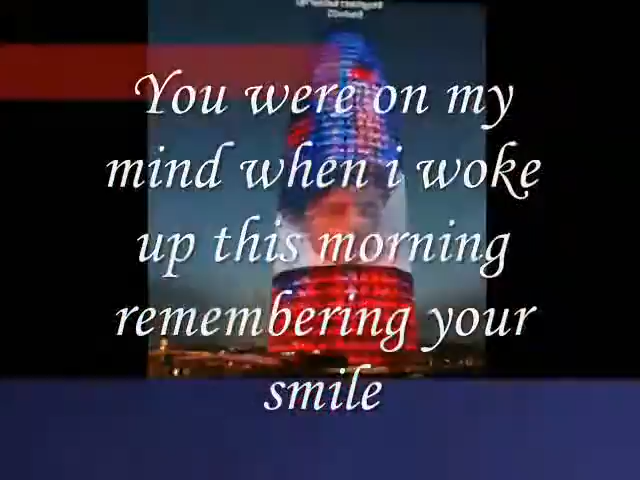 You were on my
mind when i woke
up this morning
remembering your
smile